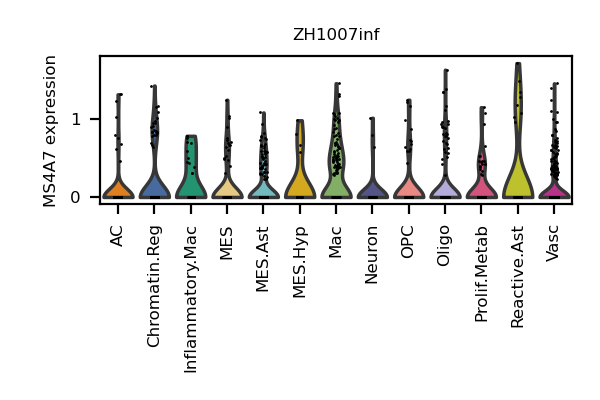 ZH1007inf
MS4A7 expression
1
0
AC
Chromatin.Reg
Inflammatory.Mac
MES
MES.Ast
MES.Hyp
Mac
Neuron
OPC
Oligo
Prolif.Metab
Reactive.Ast
Vasc